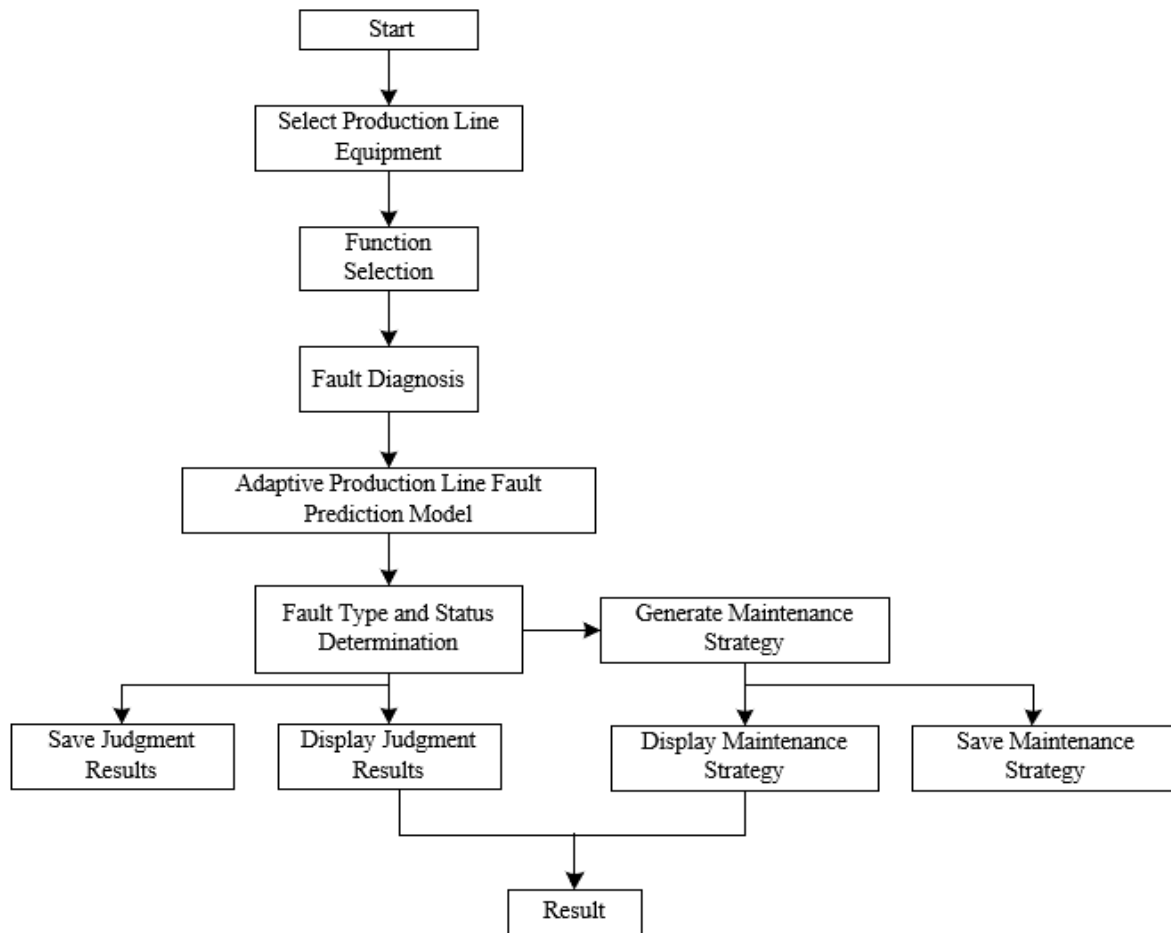 Start
Select Production Line
Equipment
Function
Selection
Fault Diagnosis
Adaptive Production Line Fault
Prediction Model
Fault Type and Status
Determination
Generate Maintenance
Strategy
Save Judgment
Results
Display Judgment
Results
Display Maintenance
Strategy
Save Maintenance
Strategy
Result